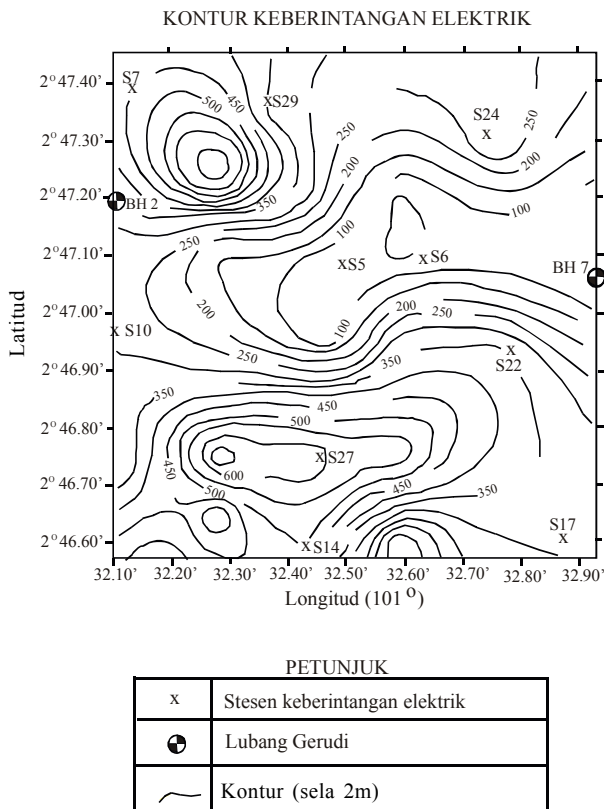 KONTUR KEBERINTANGAN ELEKTRIK
2°47.40'
2°47.30'
2°47.20'
2°47.10'
2°47.00'
2°46.90'
2°46.80'
2°46.70'
2°46.60'
Latitud
S7
500
450
S29
S24
250
250
200
200
BH 2
350
100
250
S5
S6
BH 7
200
100
200
250
S10
250
350
S22
350
450
500
S27
450
600
500
450
350
S17
S14
32.10'
32.20'
32.30'
32.40'
32.50'
32.60'
32.70'
32.80'
32.90'
Longitud (101°)
PETUNJUK
x Stesen keberintangan elektrik
Lubang Gerudi
Kontur (sela 2m)